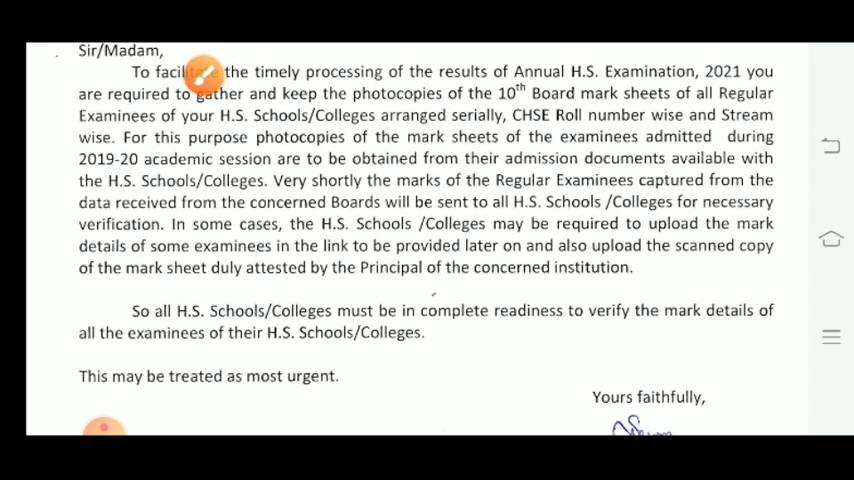 Sir/Madam,
To facilitate the timely processing of the results of Annual H.S. Examination, 2021 you
are required to gather and keep the photocopies of the 10th Board mark sheets of all Regular
Examinees of your H.S. Schools/Colleges arranged serially, CHSE Roll number wise and Stream
wise. For this purpose photocopies of the mark sheets of the examinees admitted during
2019-20 academic session are to be obtained from their admission documents available with
the H.S. Schools/Colleges. Very shortly the marks of the Regular Examinees captured from the
data received from the concerned Boards will be sent to all H.S. Schools /Colleges for necessary
verification. In some cases, the H.S. Schools /Colleges may be required to upload the mark
details of some examinees in the link to be provided later on and also upload the scanned copy
of the mark sheet duly attested by the Principal of the concerned institution.
So all H.S. Schools/Colleges must be in complete readiness to verify the mark details of
all the examinees of their H.S. Schools/Colleges.
This may be treated as most urgent.
Yours faithfully,